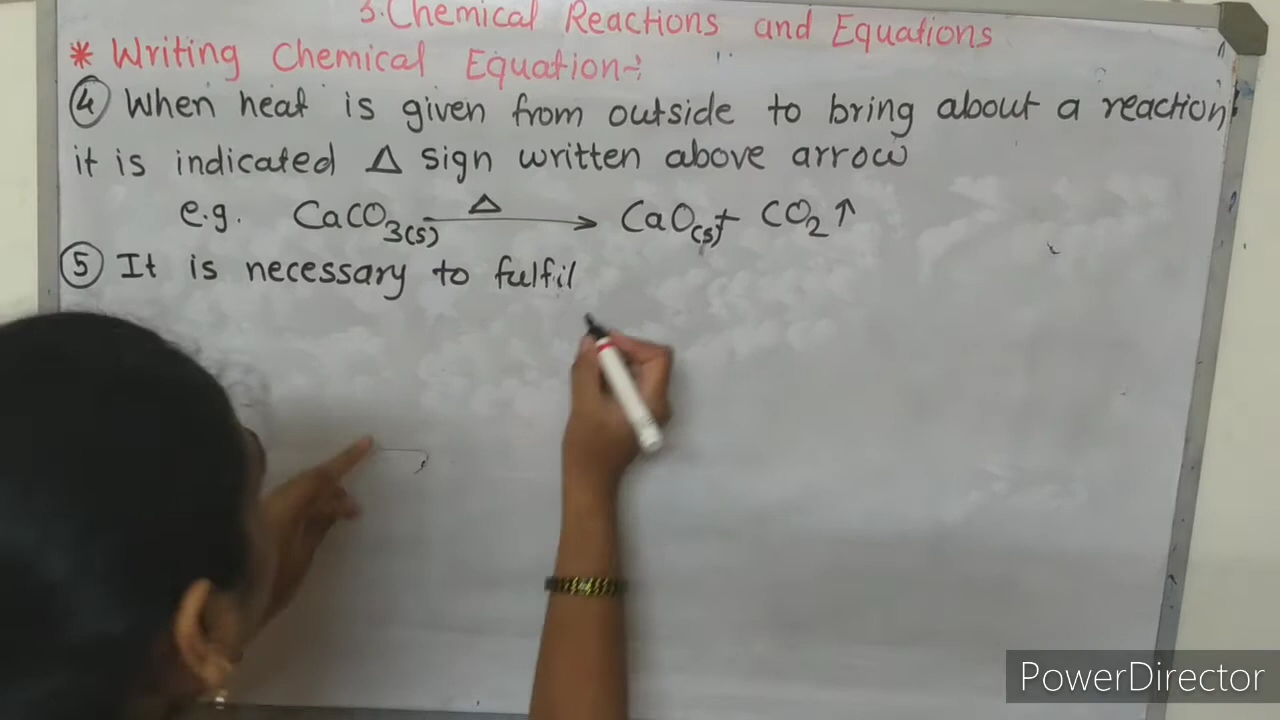 3. Chemical Reactions and Equations
* Writing Chemical Equation :
④ When heat is given from outside to bring about a reaction
it is indicated Δ sign written above arrow
e.g. CaCO₃(s) —Δ→ CaO(s) + CO₂ ↑
⑤ It is necessary to fulfil
PowerDirector